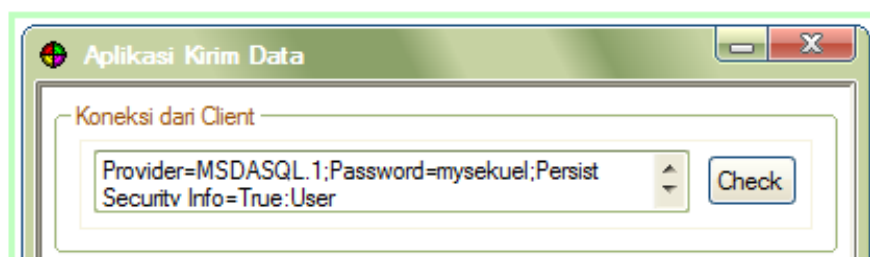 Aplikasi Kirim Data
Koneksi dari Client
Provider=MSDASQL.1;Password=mysekuel;Persist
Security Info=True;User
Check